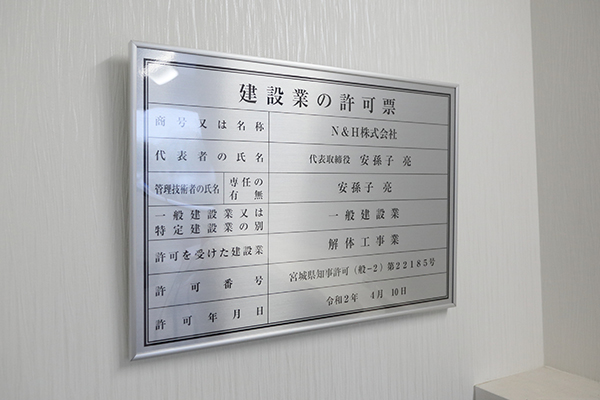 建設業の許可票
商号又は名称 N&H株式会社
代表者の氏名 代表取締役 安孫子 亮
管理技術者の氏名 専任の有無 安孫子 亮
一般建設業又は特定建設業の別 一般建設業
許可を受けた建設業 解体工事業
許可番号 宮城県知事許可(般-2)第22185号
許可年月日 令和2年 4月 10日